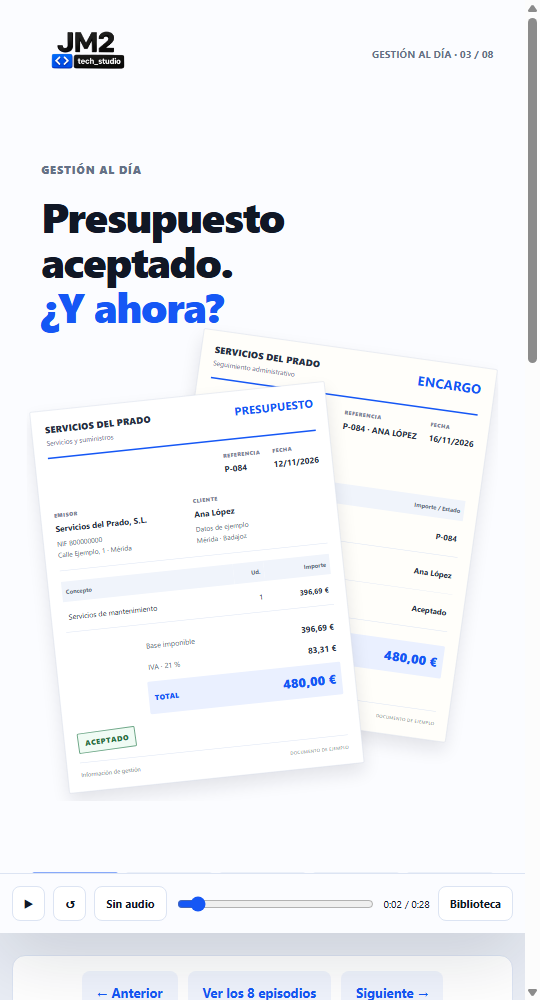 JM2
<> tech_studio
GESTIÓN AL DÍA · 03 / 08
GESTIÓN AL DÍA
Presupuesto
aceptado.
¿Y ahora?
SERVICIOS DEL PRADO
Seguimiento administrativo
ENCARGO
REFERENCIA
P-084 · ANA LÓPEZ
FECHA
16/11/2026
Importe / Estado
P-084
Ana López
Aceptado
480,00 €
DOCUMENTO DE EJEMPLO
SERVICIOS DEL PRADO
Servicios y suministros
PRESUPUESTO
REFERENCIA
P-084
FECHA
12/11/2026
EMISOR
Servicios del Prado, S.L.
NIF B00000000
Calle Ejemplo, 1 · Mérida
CLIENTE
Ana López
Datos de ejemplo
Mérida · Badajoz
Concepto Ud. Importe
Servicios de mantenimiento 1 396,69 €
Base imponible 396,69 €
IVA · 21 % 83,31 €
TOTAL 480,00 €
ACEPTADO
Información de gestión
DOCUMENTO DE EJEMPLO
Sin audio
0:02 / 0:28
Biblioteca
← Anterior
Ver los 8 episodios
Siguiente →